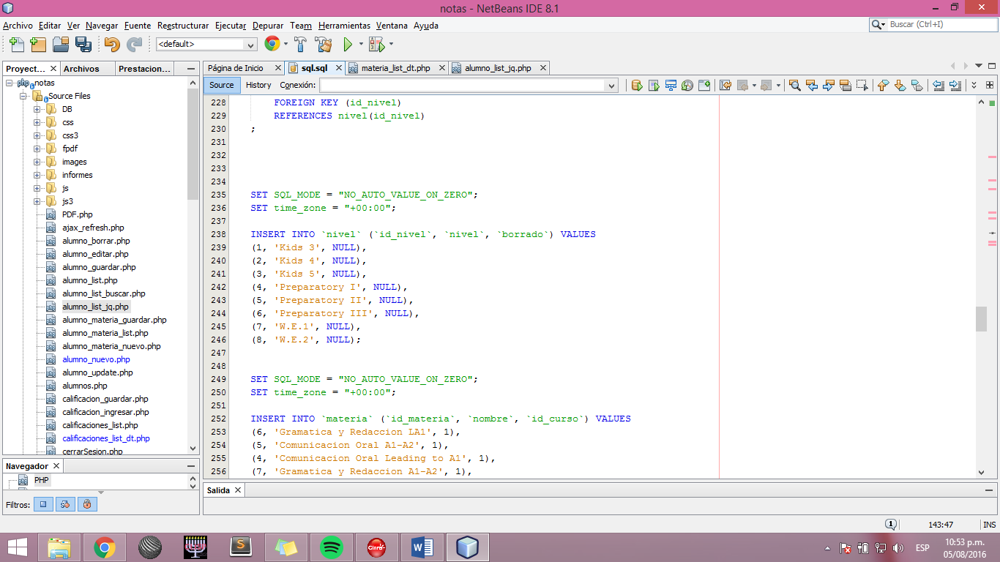 notas - NetBeans IDE 8.1
Archivo Editar Ver Navegar Fuente Reestructurar Ejecutar Depurar Team Herramientas Ventana Ayuda
Buscar (Ctrl+I)
<default>
Proyect... Archivos Prestacion...
Página de Inicio sql.sql materia_list_dt.php alumno_list_jq.php
Source History Conexión:
notas
Source Files
DB
css
css3
fpdf
images
informes
js
js3
PDF.php
ajax_refresh.php
alumno_borrar.php
alumno_editar.php
alumno_guardar.php
alumno_list.php
alumno_list_buscar.php
alumno_list_jq.php
alumno_materia_guardar.php
alumno_materia_list.php
alumno_materia_nuevo.php
alumno_nuevo.php
alumno_update.php
alumnos.php
calificacion_guardar.php
calificacion_ingresar.php
calificaciones_list.php
calificaciones_list_dt.php
cerrarSesion.php
Navegador
PHP
Filtros:
228 FOREIGN KEY (id_nivel)
229 REFERENCES nivel(id_nivel)
230 ;
231
232
233
234
235 SET SQL_MODE = "NO_AUTO_VALUE_ON_ZERO";
236 SET time_zone = "+00:00";
237
238 INSERT INTO `nivel` (`id_nivel`, `nivel`, `borrado`) VALUES
239 (1, 'Kids 3', NULL),
240 (2, 'Kids 4', NULL),
241 (3, 'Kids 5', NULL),
242 (4, 'Preparatory I', NULL),
243 (5, 'Preparatory II', NULL),
244 (6, 'Preparatory III', NULL),
245 (7, 'W.E.1', NULL),
246 (8, 'W.E.2', NULL);
247
248
249 SET SQL_MODE = "NO_AUTO_VALUE_ON_ZERO";
250 SET time_zone = "+00:00";
251
252 INSERT INTO `materia` (`id_materia`, `nombre`, `id_curso`) VALUES
253 (6, 'Gramatica y Redaccion LA1', 1),
254 (5, 'Comunicacion Oral A1-A2', 1),
255 (4, 'Comunicacion Oral Leading to A1', 1),
256 (7, 'Gramatica y Redaccion A1-A2', 1),
Salida
1 143:47 INS
Claro
ESP
10:53 p.m.
05/08/2016